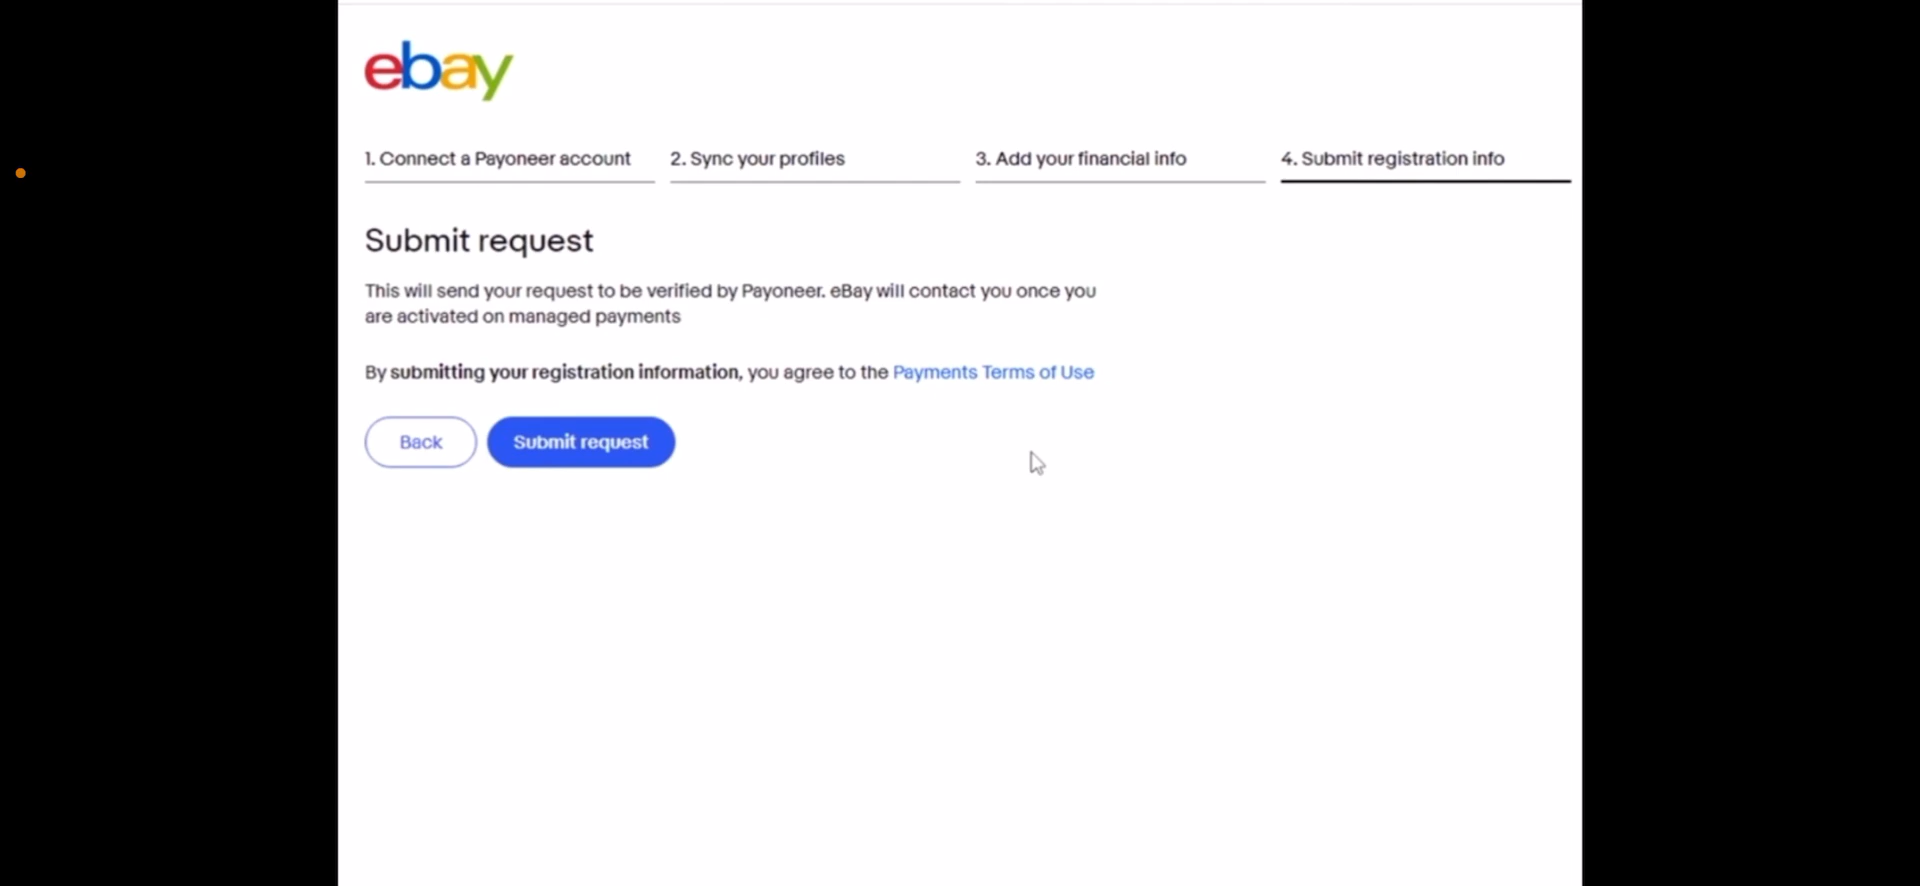 ebay
1. Connect a Payoneer account
2. Sync your profiles
3. Add your financial info
4. Submit registration info
Submit request
This will send your request to be verified by Payoneer. eBay will contact you once you
are activated on managed payments
By submitting your registration information, you agree to the Payments Terms of Use
Back
Submit request